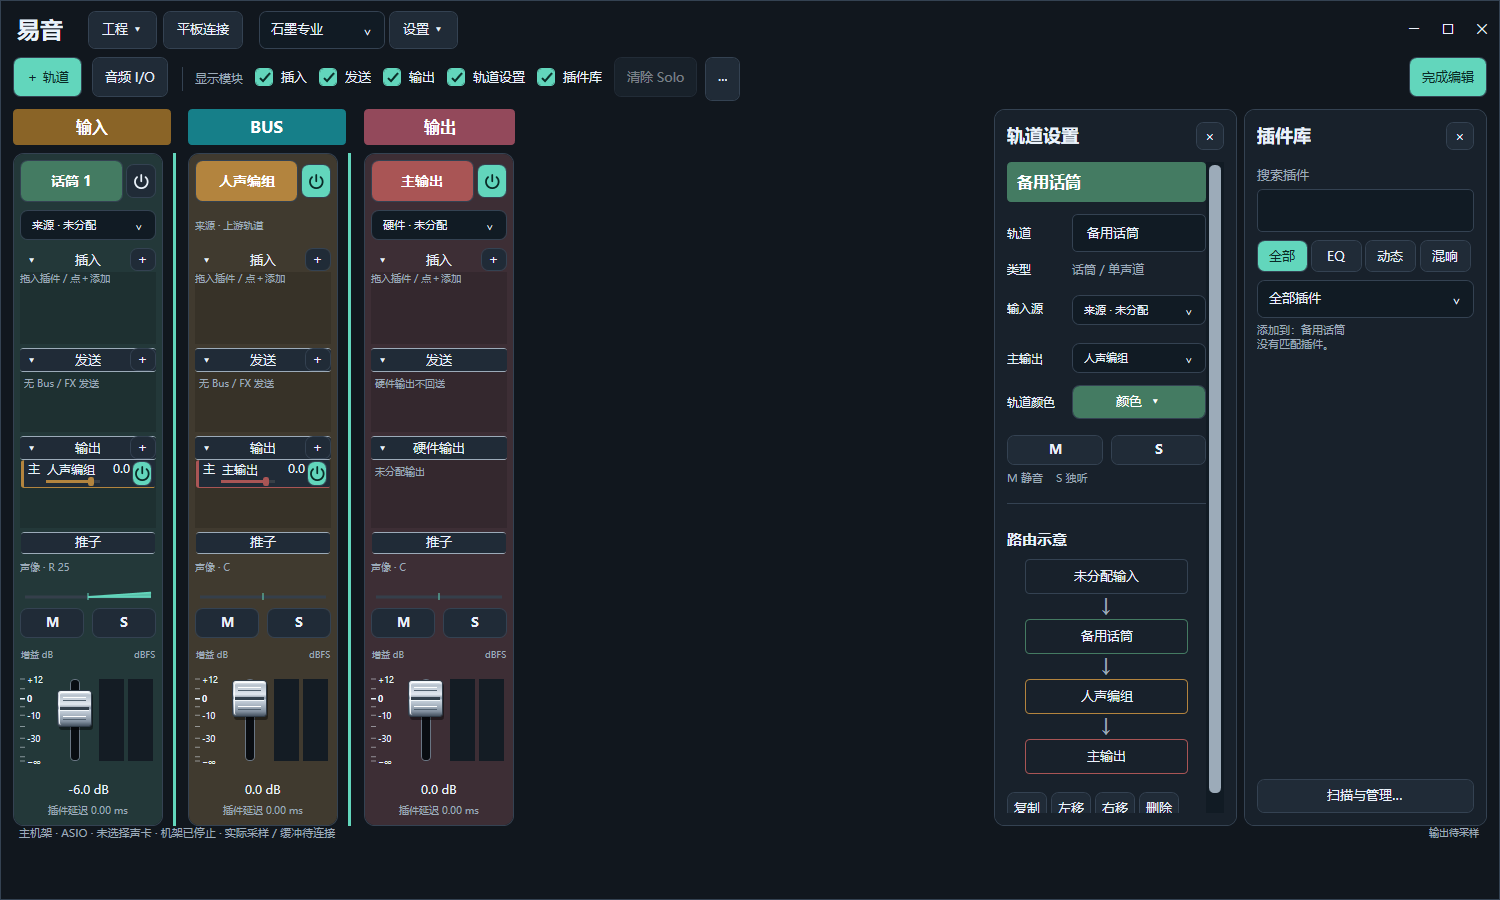 易音
工程 ▼
平板连接
石墨专业
设置 ▼
+ 轨道
音频 I/O
显示模块
插入
发送
输出
轨道设置
插件库
清除 Solo
...
完成编辑
输入
BUS
输出
话筒 1
来源 · 未分配
插入
+
拖入插件 / 点 + 添加
发送
+
无 Bus / FX 发送
输出
+
主 人声编组 0.0
推子
声像 · R 25
M
S
增益 dB
dBFS
+12
0
-10
-30
-∞
-6.0 dB
插件延迟 0.00 ms
人声编组
来源 · 上游轨道
插入
+
拖入插件 / 点 + 添加
发送
+
无 Bus / FX 发送
输出
+
主 主输出 0.0
推子
声像 · C
M
S
增益 dB
dBFS
+12
0
-10
-30
-∞
0.0 dB
插件延迟 0.00 ms
主输出
硬件 · 未分配
插入
+
拖入插件 / 点 + 添加
发送
硬件输出不回送
硬件输出
未分配输出
推子
声像 · C
M
S
增益 dB
dBFS
+12
0
-10
-30
-∞
0.0 dB
插件延迟 0.00 ms
轨道设置
×
备用话筒
轨道
备用话筒
类型
话筒 / 单声道
输入源
来源 · 未分配
主输出
人声编组
轨道颜色
颜色 ▼
M
S
M 静音 S 独听
路由示意
未分配输入
↓
备用话筒
↓
人声编组
↓
主输出
复制
左移
右移
删除
插件库
×
搜索插件
全部
EQ
动态
混响
全部插件
添加到: 备用话筒
没有匹配插件。
扫描与管理...
主机架 · ASIO · 未选择声卡 · 机架已停止 · 实际采样 / 缓冲待连接
输出待采样